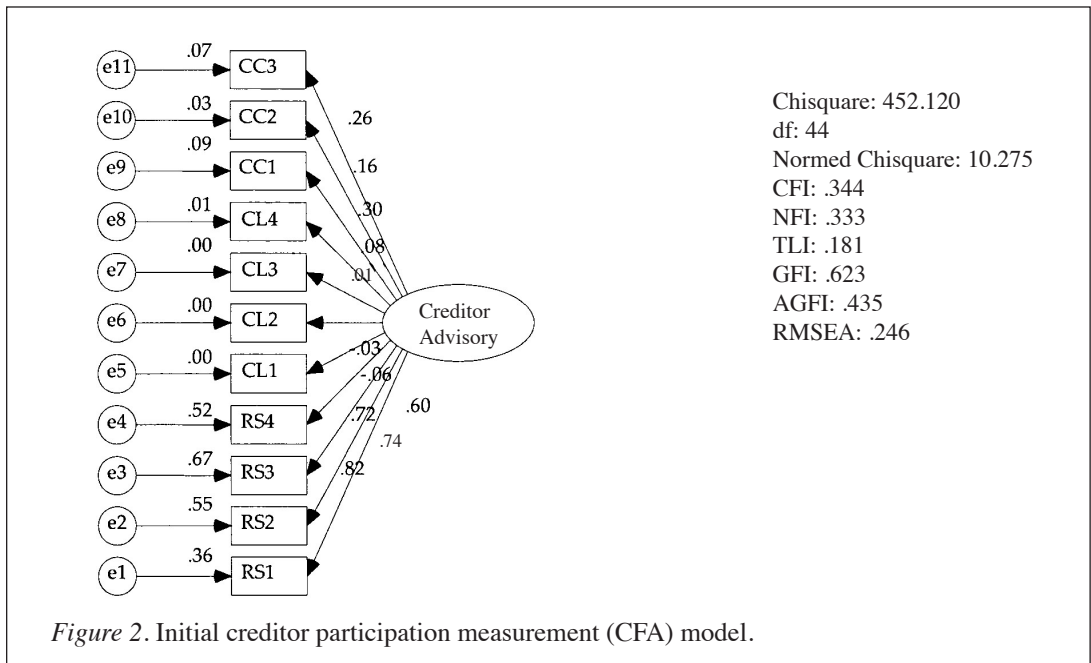 .07
e11
CC3
.03
e10
CC2
.26
.09
e9
CC1
.16
.01
e8
CL4
.30
.00
e7
CL3
.08
.01
.00
e6
CL2
Creditor
Advisory
.00
e5
CL1
-.03
-.06
.52
e4
RS4
.72
.60
.74
.67
e3
RS3
.82
.55
e2
RS2
.36
e1
RS1
Chisquare: 452.120
df: 44
Normed Chisquare: 10.275
CFI: .344
NFI: .333
TLI: .181
GFI: .623
AGFI: .435
RMSEA: .246
Figure 2. Initial creditor participation measurement (CFA) model.